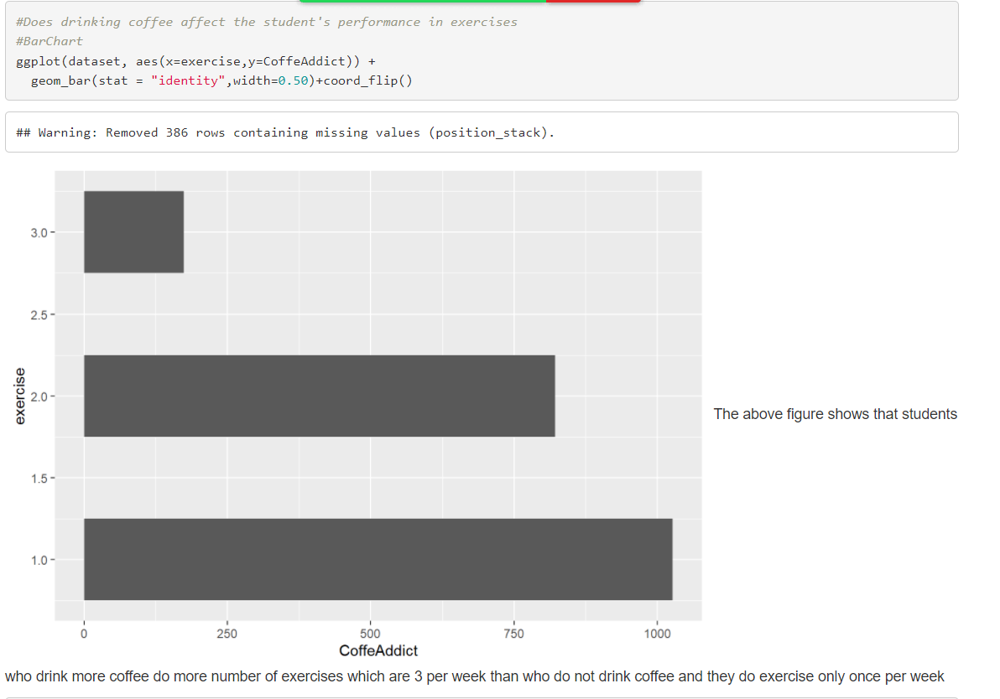 #Does drinking coffee affect the student's performance in exercises
#BarChart
ggplot(dataset, aes(x=exercise,y=CoffeAddict)) +
  geom_bar(stat = "identity",width=0.50)+coord_flip()
## Warning: Removed 386 rows containing missing values (position_stack).
3.0
2.5
2.0
1.5
1.0
exercise
0 250 500 750 1000
CoffeAddict
The above figure shows that students
who drink more coffee do more number of exercises which are 3 per week than who do not drink coffee and they do exercise only once per week